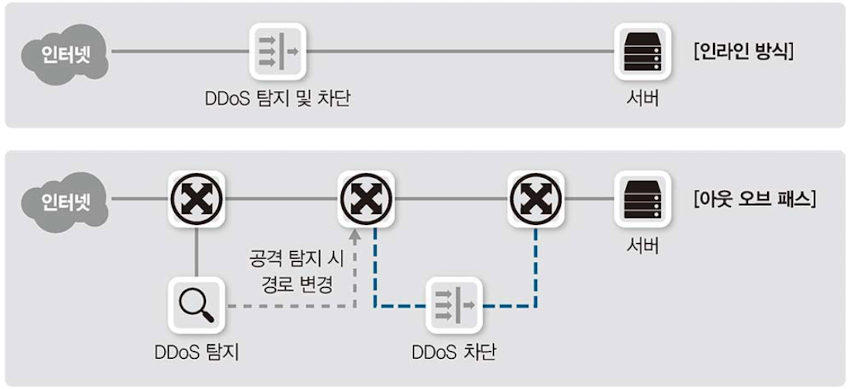 인터넷
DDoS 탐지 및 차단
서버
[인라인 방식]
인터넷
공격 탐지 시
경로 변경
DDoS 탐지
DDoS 차단
서버
[아웃 오브 패스]